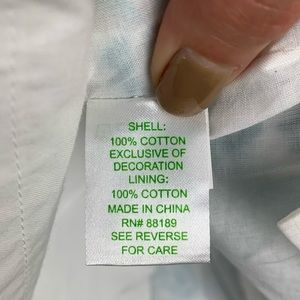 SHELL:
100% COTTON
EXCLUSIVE OF
DECORATION
LINING:
100% COTTON
MADE IN CHINA
RN# 88189
SEE REVERSE
FOR CARE